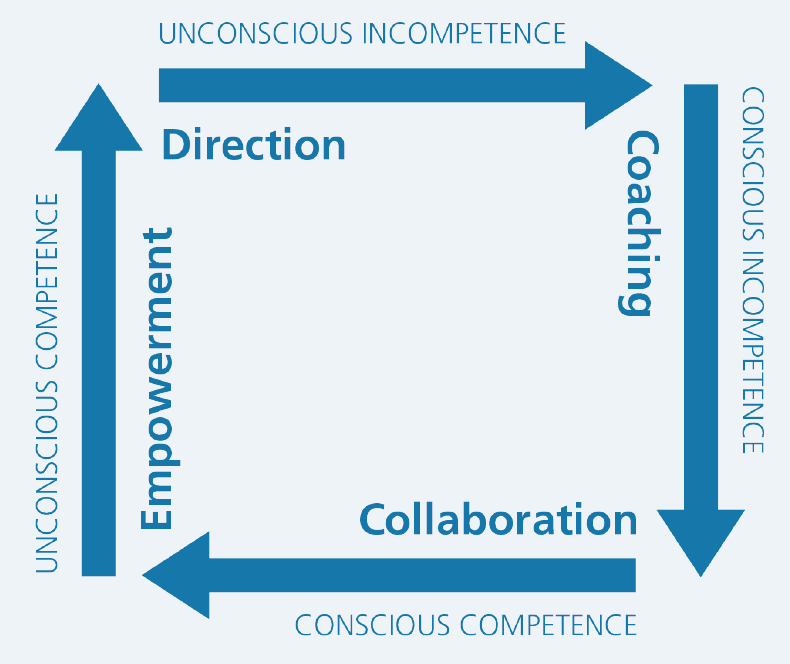 UNCONSCIOUS INCOMPETENCE
Direction
Coaching
CONSCIOUS INCOMPETENCE
Collaboration
CONSCIOUS COMPETENCE
Empowerment
UNCONSCIOUS COMPETENCE